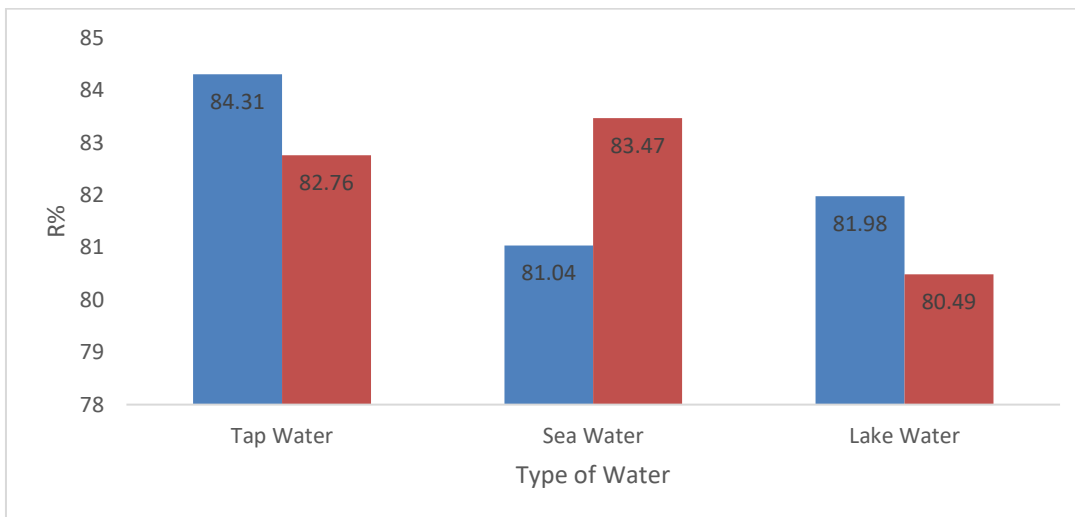 85
84
83
82
81
80
79
78
R%
84.31
82.76
81.04
83.47
81.98
80.49
Tap Water
Sea Water
Lake Water
Type of Water